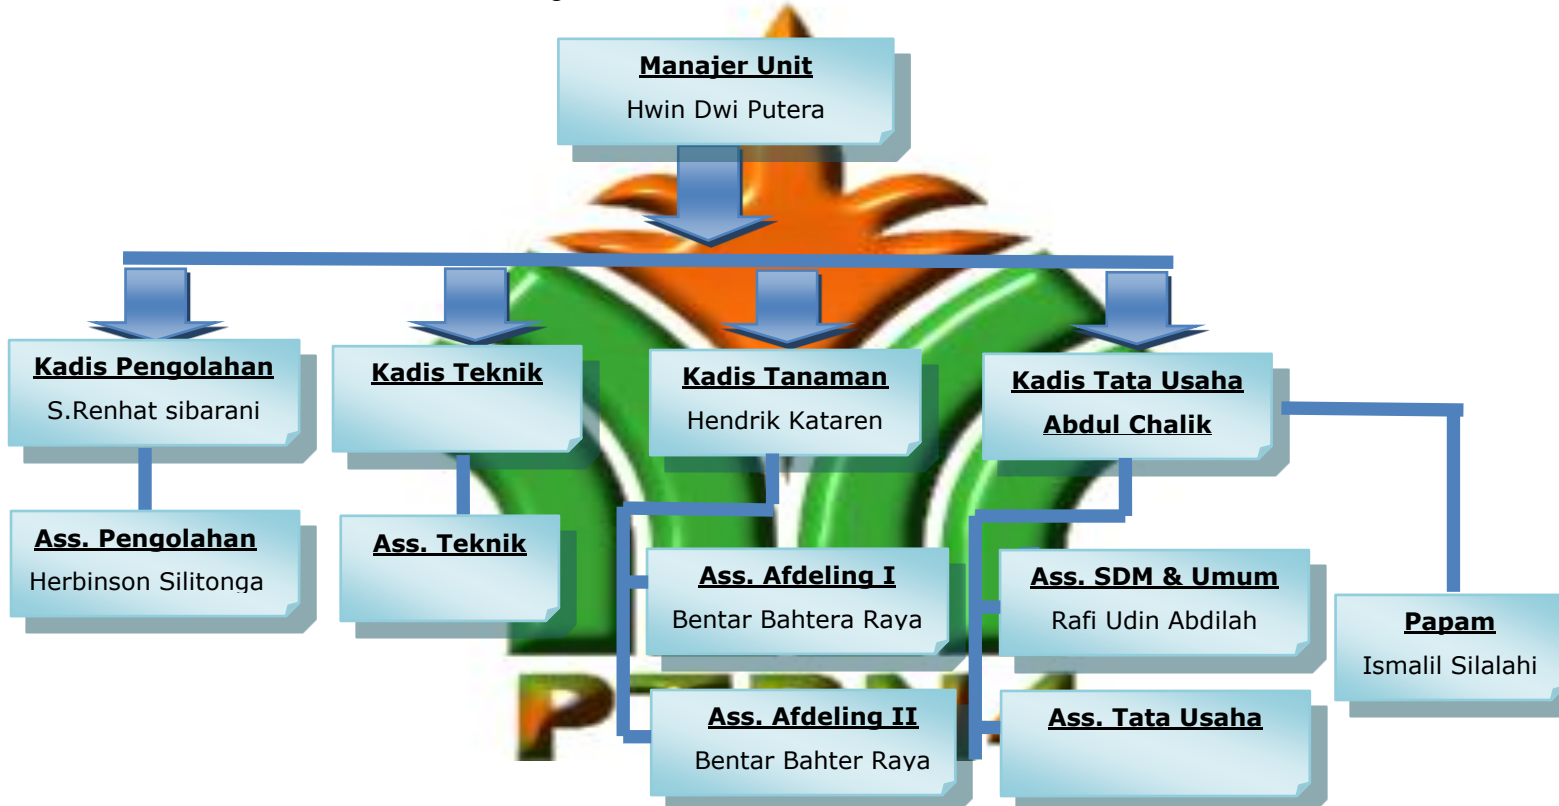 Manajer Unit
Hwin Dwi Putera
Kadis Pengolahan
S.Renhat sibarani
Kadis Teknik
Kadis Tanaman
Hendrik Kataren
Kadis Tata Usaha
Abdul Chalik
Ass. Pengolahan
Herbinson Silitonga
Ass. Teknik
Ass. Afdeling I
Bentar Bahtera Raya
Ass. SDM & Umum
Rafi Udin Abdilah
Papam
Ismalil Silalahi
Ass. Afdeling II
Bentar Bahter Raya
Ass. Tata Usaha